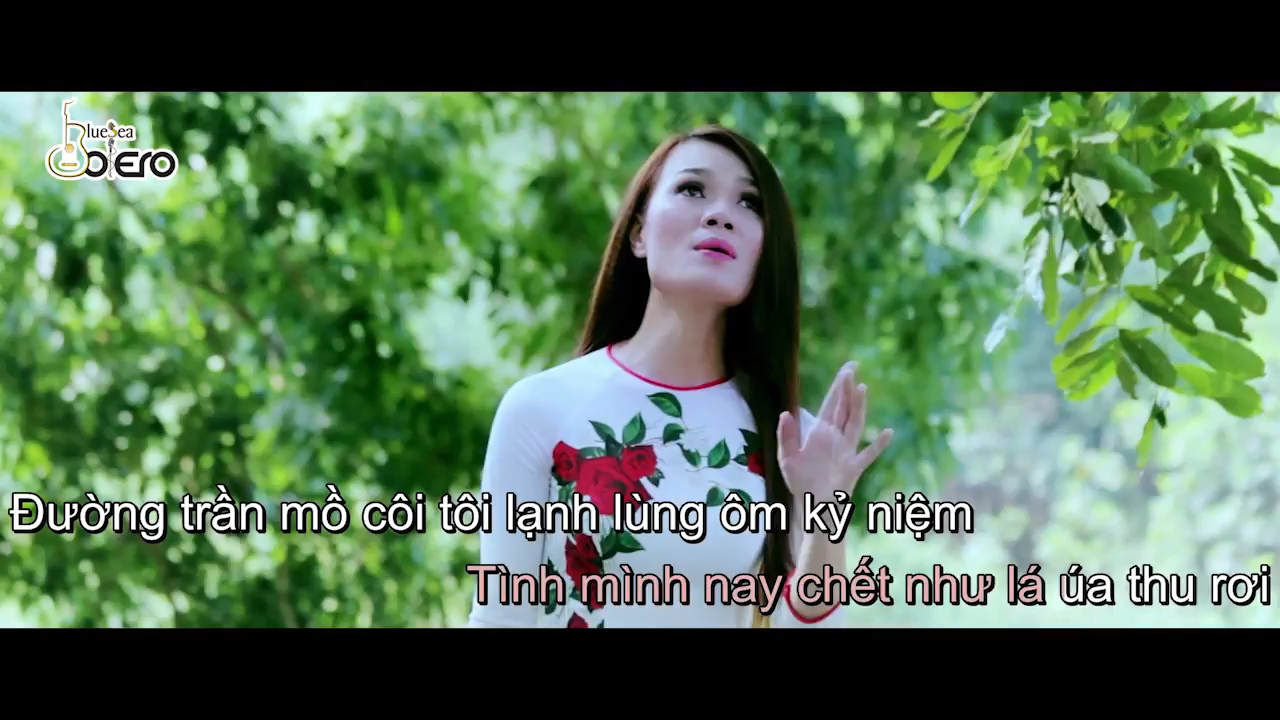 BlueSea
BOlERO
Đường trần mồ côi tôi lạnh lùng ôm kỷ niệm
Tình mình nay chết như lá úa thu rơi